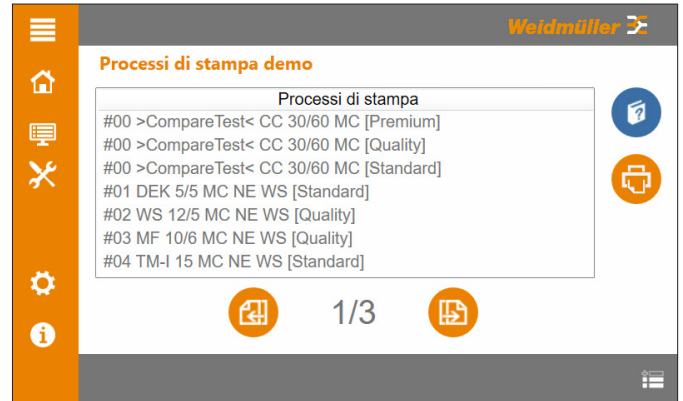 Weidmüller
Processi di stampa demo
Processi di stampa
#00 >CompareTest< CC 30/60 MC [Premium]
#00 >CompareTest< CC 30/60 MC [Quality]
#00 >CompareTest< CC 30/60 MC [Standard]
#01 DEK 5/5 MC NE WS [Standard]
#02 WS 12/5 MC NE WS [Quality]
#03 MF 10/6 MC NE WS [Quality]
#04 TM-I 15 MC NE WS [Standard]
1/3